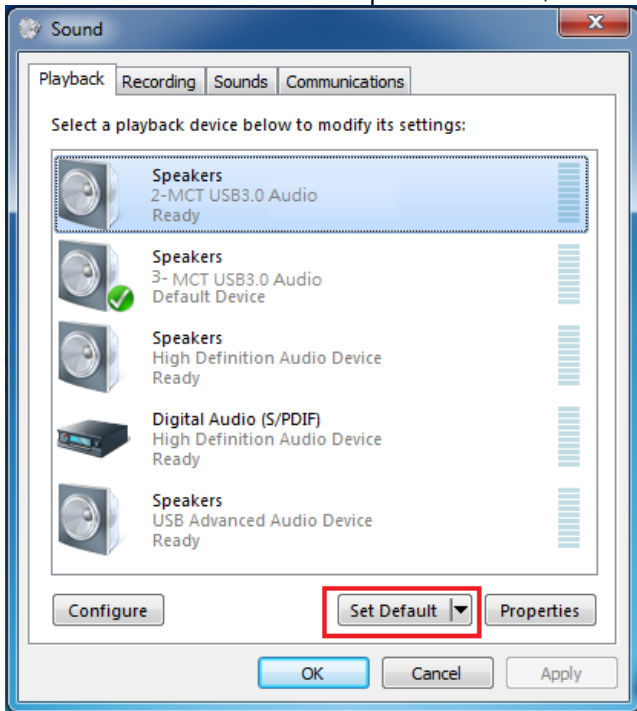 Sound
Playback Recording Sounds Communications
Select a playback device below to modify its settings:
Speakers
2-MCT USB3.0 Audio
Ready
Speakers
3- MCT USB3.0 Audio
Default Device
Speakers
High Definition Audio Device
Ready
Digital Audio (S/PDIF)
High Definition Audio Device
Ready
Speakers
USB Advanced Audio Device
Ready
Configure Set Default Properties
OK Cancel Apply